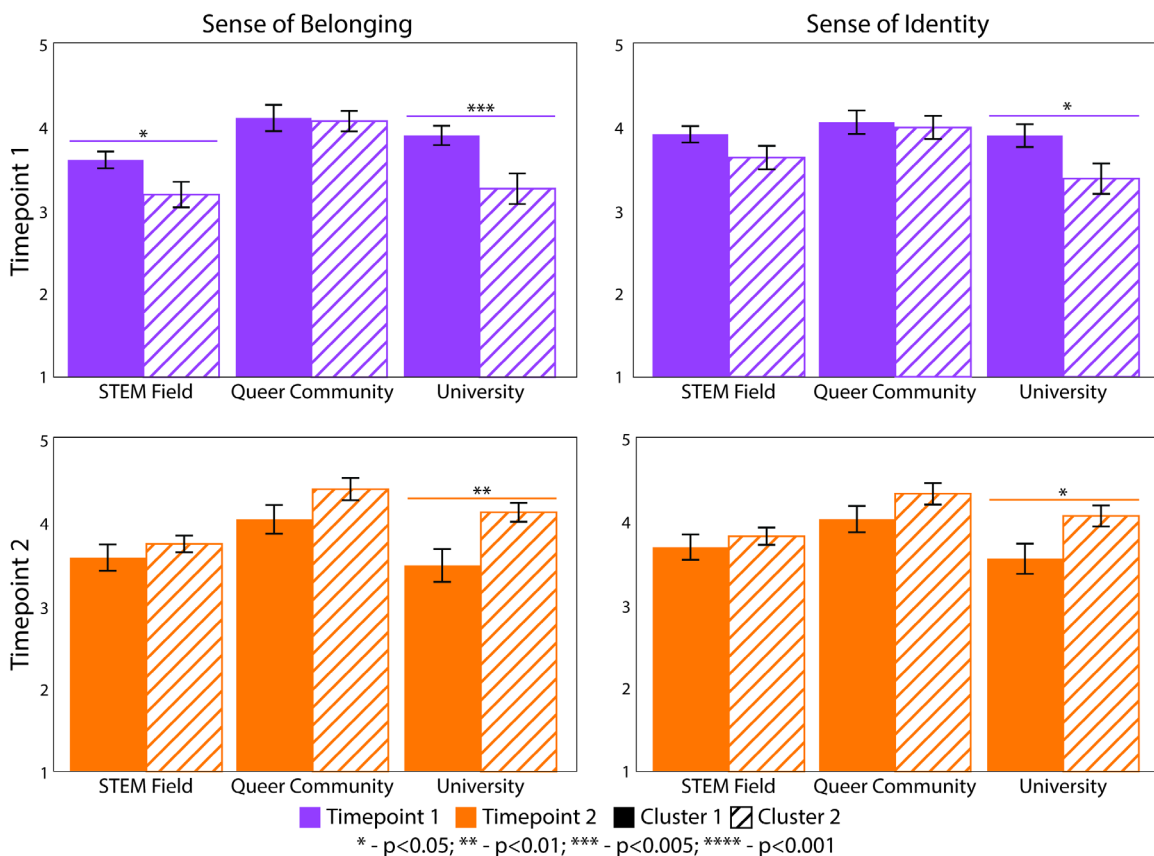 Sense of Belonging
Sense of Identity
Timepoint 1
5
4
3
2
1
*
***
STEM Field Queer Community University
5
4
3
2
1
*
STEM Field Queer Community University
Timepoint 2
5
4
3
2
1
**
STEM Field Queer Community University
5
4
3
2
1
*
STEM Field Queer Community University
Timepoint 1 Timepoint 2 Cluster 1 Cluster 2
* - p<0.05; ** - p<0.01; *** - p<0.005; **** - p<0.001